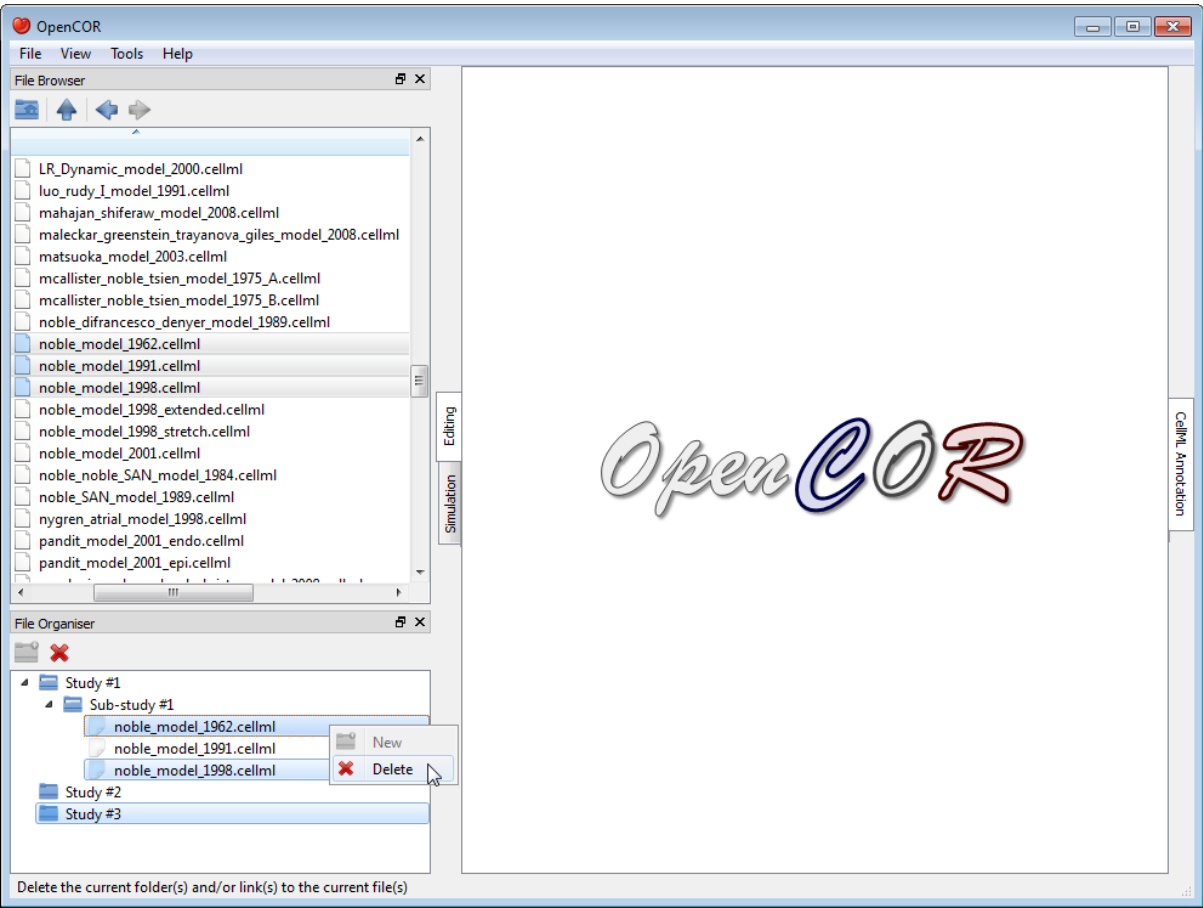 OpenCOR
File View Tools Help
File Browser
LR_Dynamic_model_2000.cellml
luo_rudy_I_model_1991.cellml
mahajan_shiferaw_model_2008.cellml
maleckar_greenstein_trayanova_giles_model_2008.cellml
matsuoka_model_2003.cellml
mcallister_noble_tsien_model_1975_A.cellml
mcallister_noble_tsien_model_1975_B.cellml
noble_difrancesco_denyer_model_1989.cellml
noble_model_1962.cellml
noble_model_1991.cellml
noble_model_1998.cellml
noble_model_1998_extended.cellml
noble_model_1998_stretch.cellml
noble_model_2001.cellml
noble_noble_SAN_model_1984.cellml
noble_SAN_model_1989.cellml
nygren_atrial_model_1998.cellml
pandit_model_2001_endo.cellml
pandit_model_2001_epi.cellml
File Organiser
Study #1
Sub-study #1
noble_model_1962.cellml
noble_model_1991.cellml
noble_model_1998.cellml
Study #2
Study #3
New
Delete
Editing
Simulation
OpenCOR
CellML Annotation
Delete the current folder(s) and/or link(s) to the current file(s)